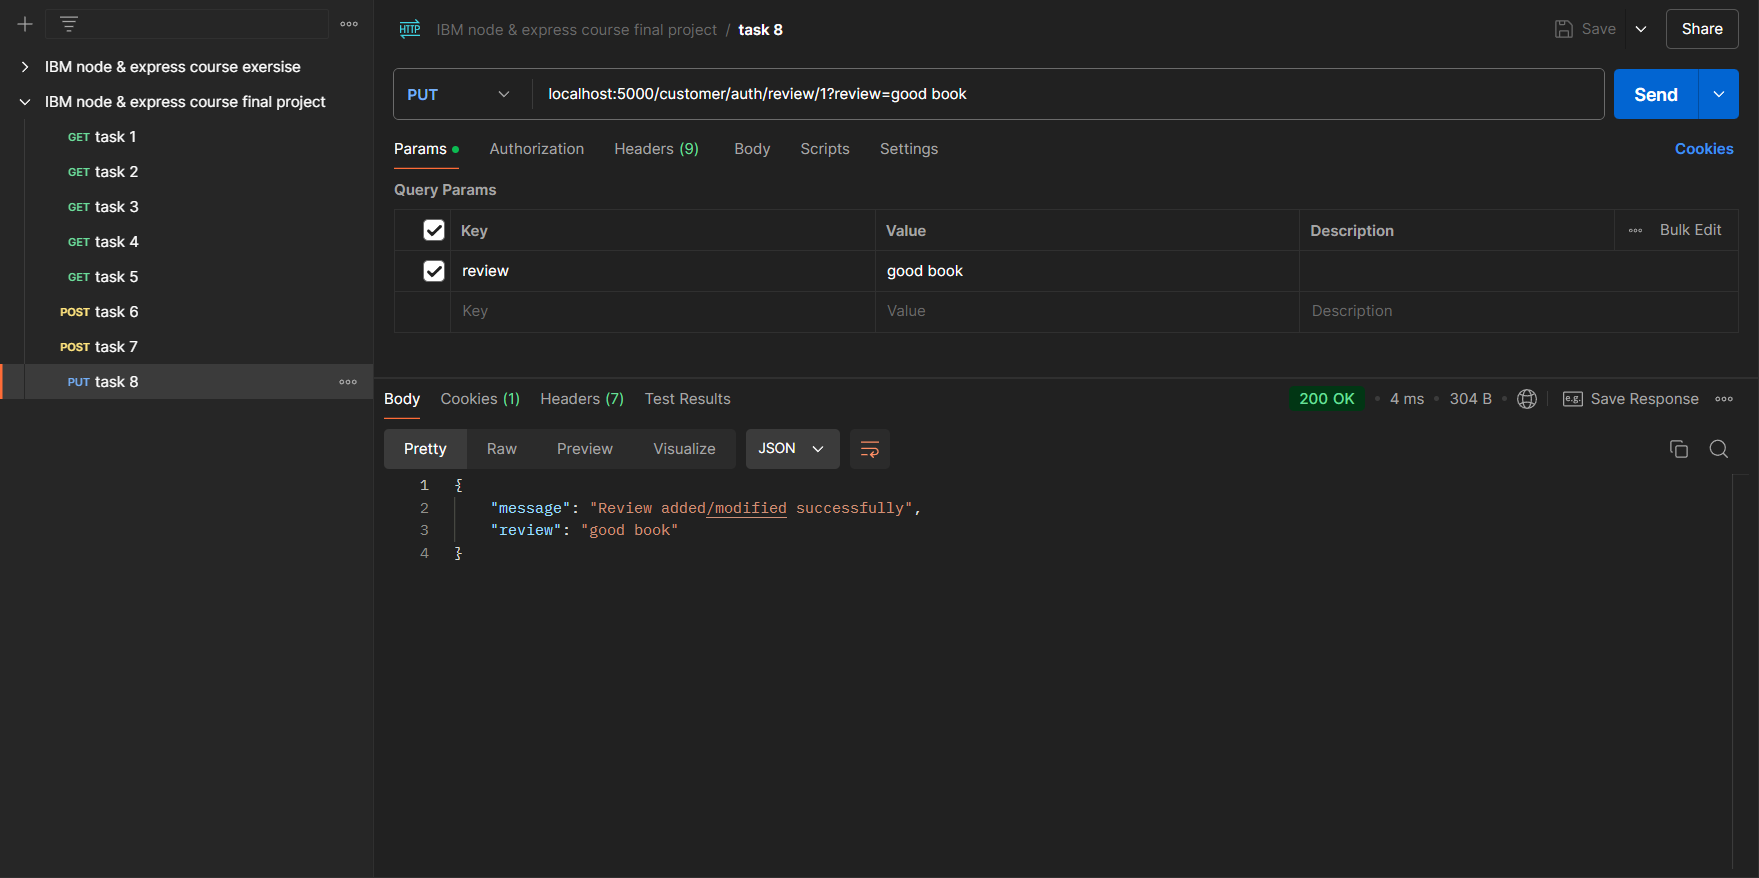 IBM node & express course exersise
IBM node & express course final project
GET task 1
GET task 2
GET task 3
GET task 4
GET task 5
POST task 6
POST task 7
PUT task 8
HTTP IBM node & express course final project / task 8
Save
Share
PUT localhost:5000/customer/auth/review/1?review=good book
Send
Params Authorization Headers (9) Body Scripts Settings Cookies
Query Params
Key Value Description Bulk Edit
review good book
Key Value Description
Body Cookies (1) Headers (7) Test Results 200 OK • 4 ms • 304 B • e.g. Save Response
Pretty Raw Preview Visualize JSON
1 {
2 "message": "Review added/modified successfully",
3 "review": "good book"
4 }